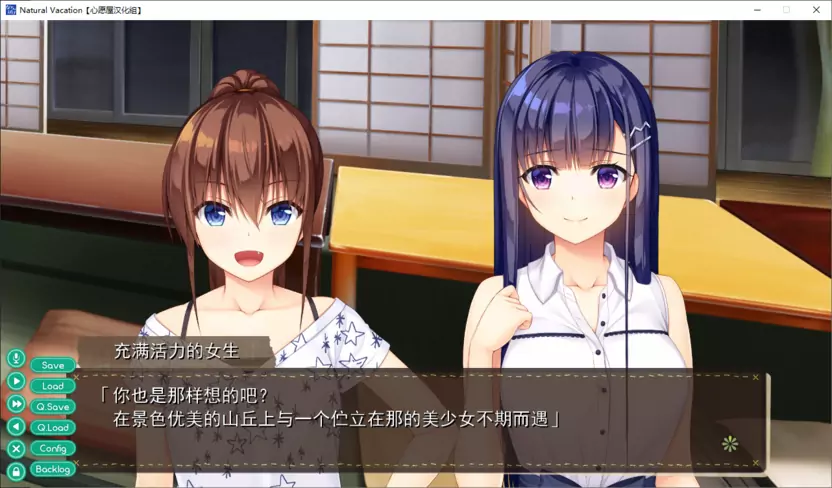 Natural Vacation【心愿屋汉化组】
充满活力的女生
「你也是那样想的吧?
在景色优美的山丘上与一个伫立在那的美少女不期而遇」
Save
Load
Q.Save
Q.Load
Config
Backlog